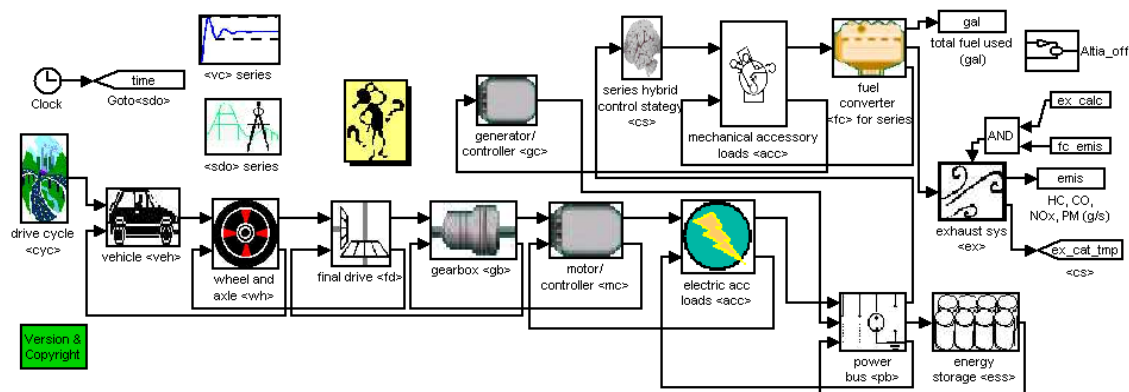 <vc> series
time
Clock
Goto<sdo>
<sdo> series
generator/
controller <gc>
series hybrid
control stategy
<cs>
mechanical accessory
loads <acc>
fuel
converter
<fc> for series
gal
total fuel used
(gal)
Altia_off
ex_calc
AND
fc_emis
emis
HC, CO,
NOx, PM (g/s)
exhaust sys
<ex>
ex_cat_tmp
<cs>
drive cycle
<cyc>
vehicle <veh>
wheel and
axle <wh>
final drive <fd>
gearbox <gb>
motor/
controller <mc>
electric acc
loads <acc>
power
bus <pb>
energy
storage <ess>
Version &
Copyright